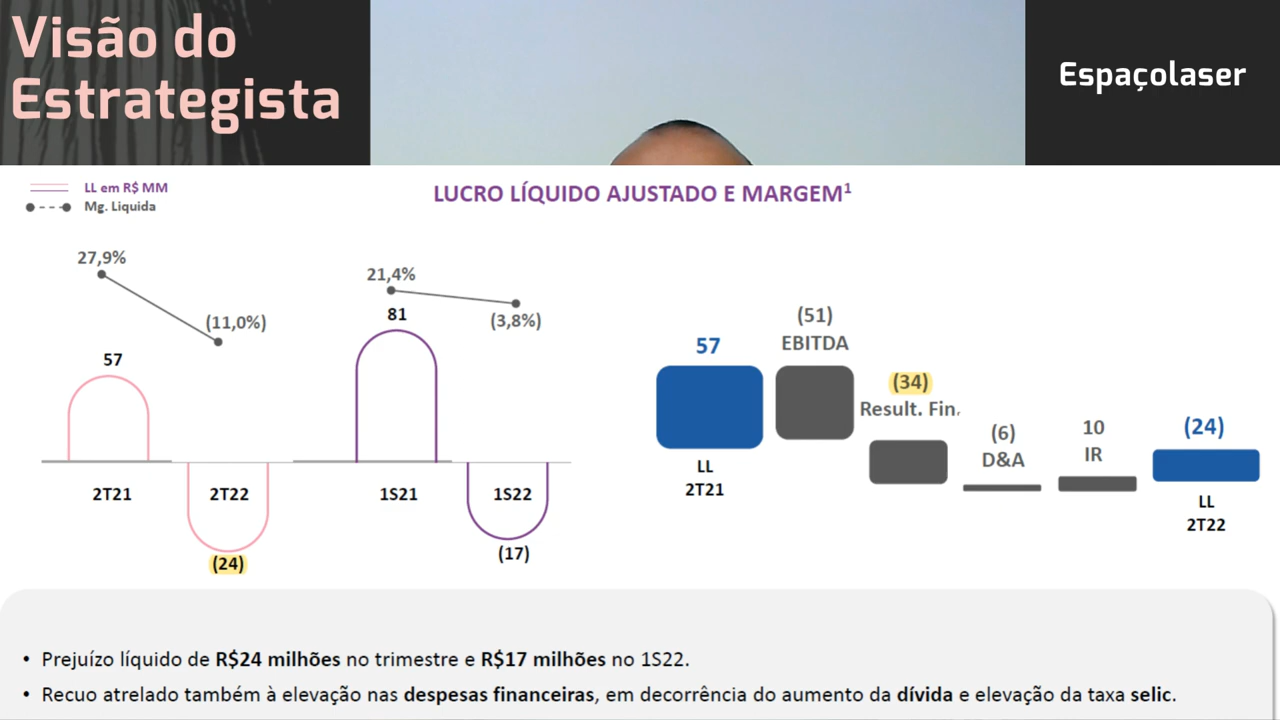 Visão do
Estrategista
Espaçolaser
LL em R$ MM
Mg. Liquida
LUCRO LÍQUIDO AJUSTADO E MARGEM¹
27,9%
(11,0%)
57
2T21
2T22
(24)
21,4%
(3,8%)
81
1S21
1S22
(17)
57
LL
2T21
(51)
EBITDA
(34)
Result. Fin.
(6)
D&A
10
IR
(24)
LL
2T22
• Prejuízo líquido de R$24 milhões no trimestre e R$17 milhões no 1S22.
• Recuo atrelado também à elevação nas despesas financeiras, em decorrência do aumento da dívida e elevação da taxa selic.